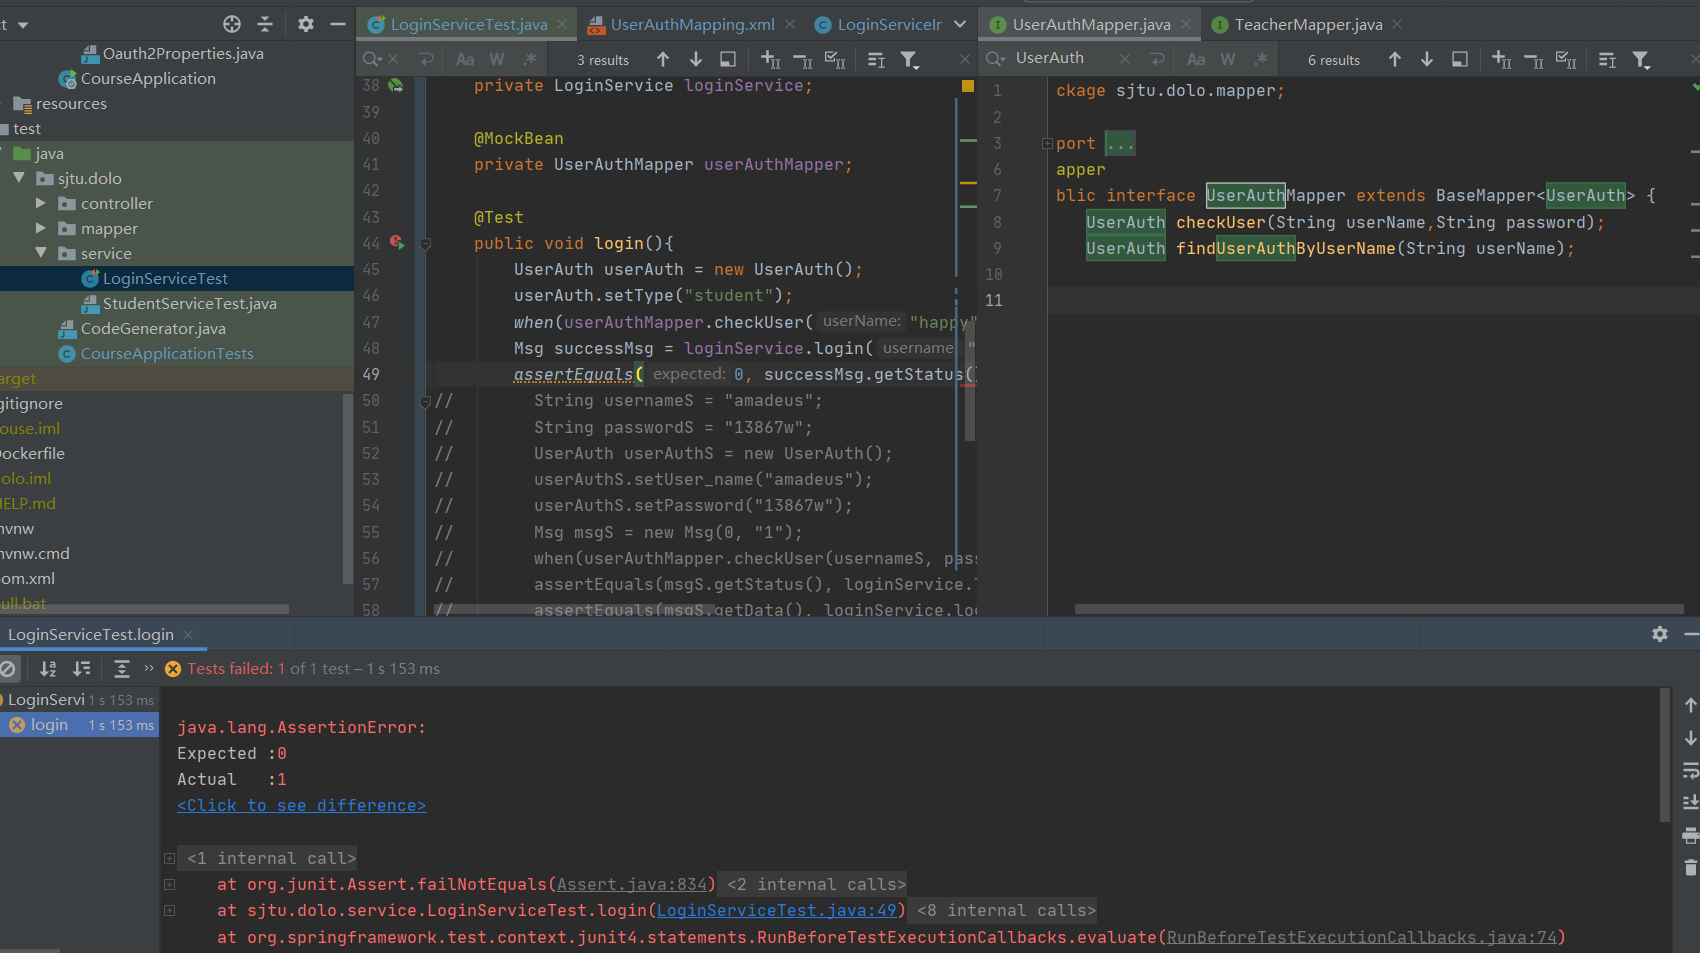 ct
Oauth2Properties.java
CourseApplication
resources
test
java
sjtu.dolo
controller
mapper
service
LoginServiceTest
StudentServiceTest.java
CodeGenerator.java
CourseApplicationTests
arget
gitignore
ouse.iml
Dockerfile
olo.iml
HELP.md
nvnw
nvnw.cmd
om.xml
ull.bat
LoginServiceTest.java
UserAuthMapping.xml
LoginServiceIr
3 results
38 private LoginService loginService;
39
40 @MockBean
41 private UserAuthMapper userAuthMapper;
42
43 @Test
44 public void login(){
45 UserAuth userAuth = new UserAuth();
46 userAuth.setType("student");
47 when(userAuthMapper.checkUser( userName: "happy"
48 Msg successMsg = loginService.login( username "
49 assertEquals( expected: 0, successMsg.getStatus()
50 // String usernameS = "amadeus";
51 // String passwordS = "13867w";
52 // UserAuth userAuthS = new UserAuth();
53 // userAuthS.setUser_name("amadeus");
54 // userAuthS.setPassword("13867w");
55 // Msg msgS = new Msg(0, "1");
56 // when(userAuthMapper.checkUser(usernameS, pass
57 // assertEquals(msgS.getStatus(), loginService.l
58 // assertEquals(msgS.getData(), loginService.log
UserAuthMapper.java
TeacherMapper.java
UserAuth
Aa W .*
6 results
1 ckage sjtu.dolo.mapper;
2
3 port ...
6 apper
7 blic interface UserAuthMapper extends BaseMapper<UserAuth> {
8 UserAuth checkUser(String userName,String password);
9 UserAuth findUserAuthByUserName(String userName);
10
11
LoginServiceTest.login
Tests failed: 1 of 1 test – 1 s 153 ms
LoginServi 1 s 153 ms
login 1 s 153 ms
java.lang.AssertionError:
Expected :0
Actual :1
<Click to see difference>
<1 internal call>
at org.junit.Assert.failNotEquals(Assert.java:834) <2 internal calls>
at sjtu.dolo.service.LoginServiceTest.login(LoginServiceTest.java:49) <8 internal calls>
at org.springframework.test.context.junit4.statements.RunBeforeTestExecutionCallbacks.evaluate(RunBeforeTestExecutionCallbacks.java:74)